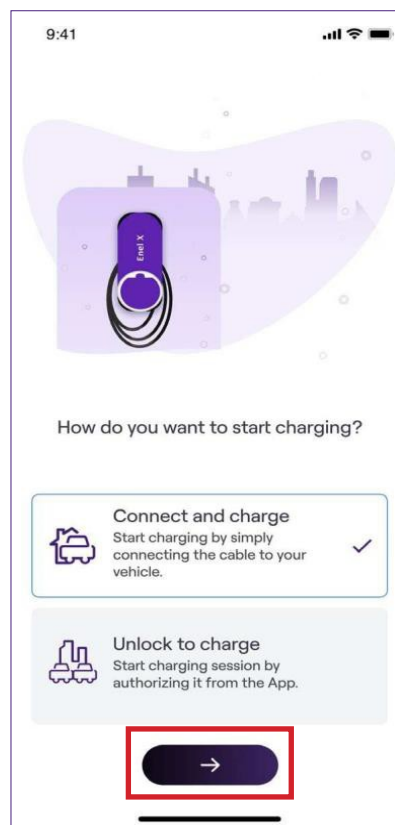 9:41
Enel X
How do you want to start charging?
Connect and charge
Start charging by simply
connecting the cable to your
vehicle.
Unlock to charge
Start charging session by
authorizing it from the App.